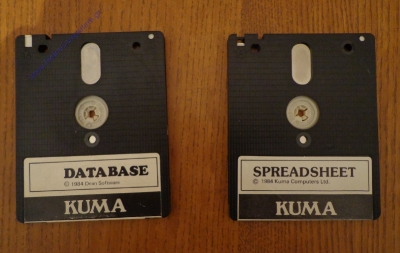 DATABASE
© 1984 Orion Software
KUMA
SPREADSHEET
© 1984 Kuma Computers Ltd.
KUMA